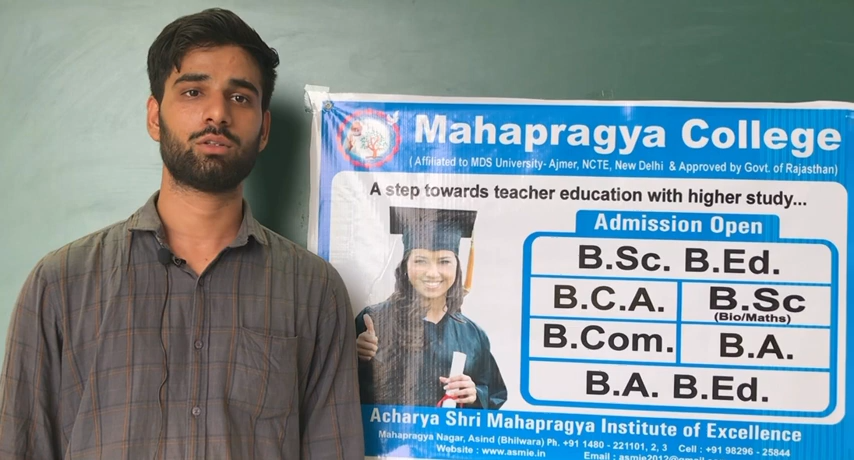 Mahapragya College
( Affiliated to MDS University- Ajmer, NCTE, New Delhi & Approved by Govt. of Rajasthan)
A step towards teacher education with higher study...
Admission Open
B.Sc. B.Ed.
B.C.A. B.Sc
(Bio/Maths)
B.Com. B.A.
B.A. B.Ed.
Acharya Shri Mahapragya Institute of Excellence
Mahapragya Nagar, Asind (Bhilwara) Ph. +91 1480 - 221101, 2, 3 Cell : +91 98296 - 25844
Website : www.asmie.in Email :